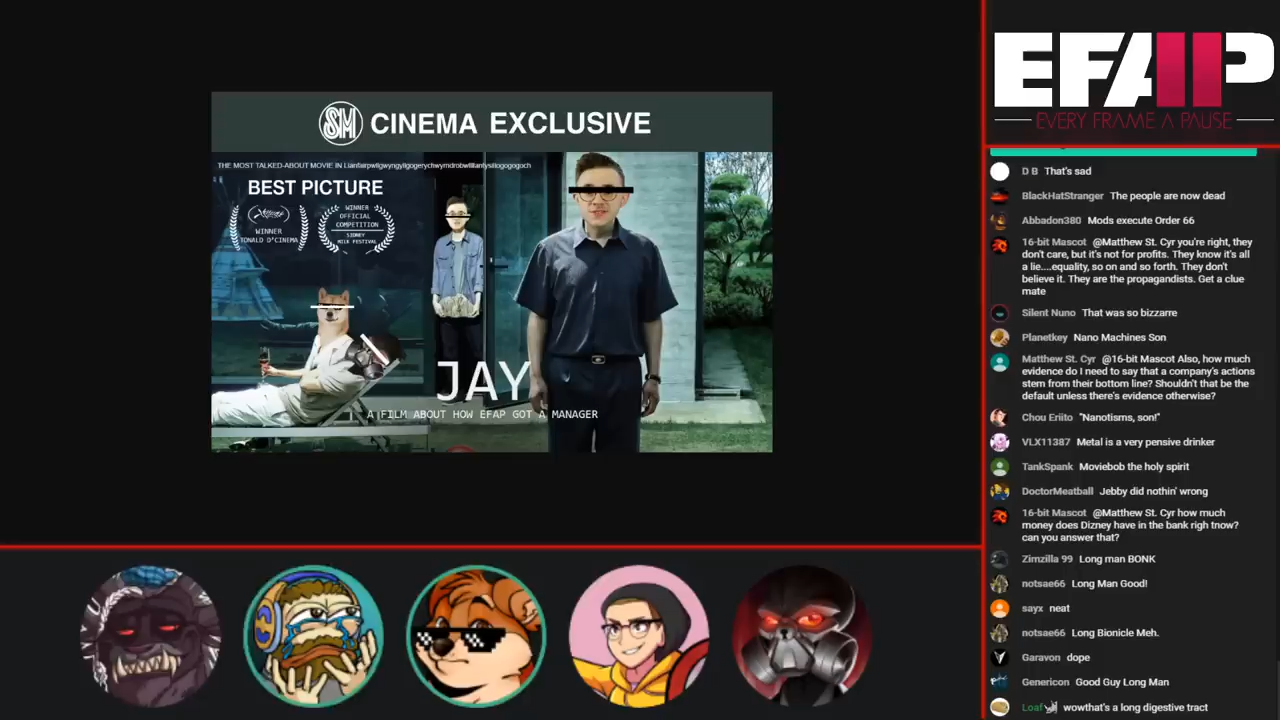 SM CINEMA EXCLUSIVE
THE MOST TALKED-ABOUT MOVIE IN
BEST PICTURE
WINNER
TONALD D'CINEMA
WINNER
OFFICIAL
COMPETITION
SIDNEY
MILK FESTIVAL
JAY
A FILM ABOUT HOW EFAP GOT A MANAGER
EFAP
EVERY FRAME A PAUSE
D B That's sad
BlackHatStranger The people are now dead
Abbadon380 Mods execute Order 66
16-bit Mascot @Matthew St. Cyr you're right, they
don't care, but it's not for profits. They know it's all
a lie....equality, so on and so forth. They don't
believe it. They are the propagandists. Get a clue
mate
Silent Nuno That was so bizzarre
Planetkey Nano Machines Son
Matthew St. Cyr @16-bit Mascot Also, how much
evidence do I need to say that a company's actions
stem from their bottom line? Shouldn't that be the
default unless there's evidence otherwise?
Chou Eriito "Nanotisms, son!"
VLX11387 Metal is a very pensive drinker
TankSpank Moviebob the holy spirit
DoctorMeatball Jebby did nothin' wrong
16-bit Mascot @Matthew St. Cyr how much
money does Dizney have in the bank righ tnow?
can you answer that?
Zimzilla 99 Long man BONK
notsae66 Long Man Good!
sayx neat
notsae66 Long Bionicle Meh.
Garavon dope
Genericon Good Guy Long Man
Loaf wowthat's a long digestive tract